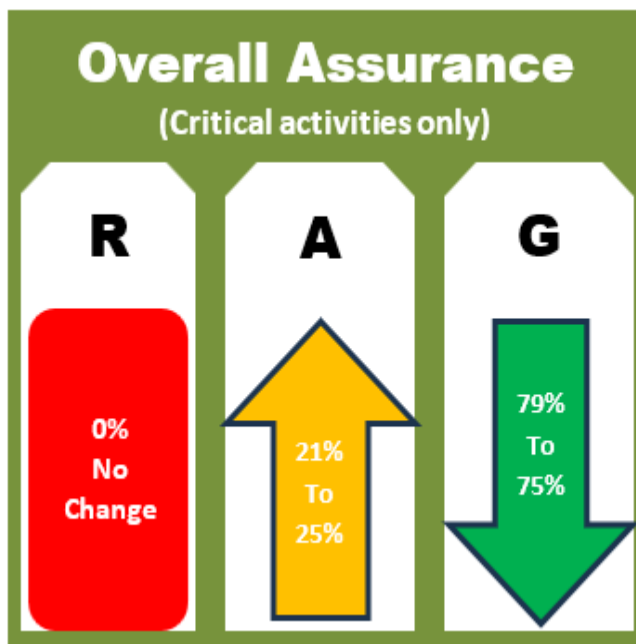 Overall Assurance
(Critical activities only)
R
A
G
0%
No
Change
21%
To
25%
79%
To
75%